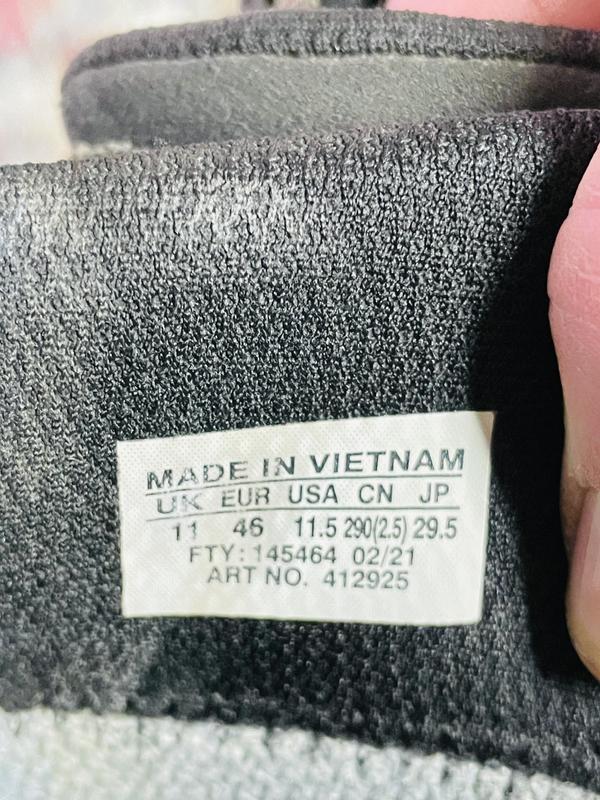 MADE IN VIETNAM
UK EUR USA CN JP
11 46 11.5 290(2.5) 29.5
FTY: 145464 02/21
ART NO. 412925